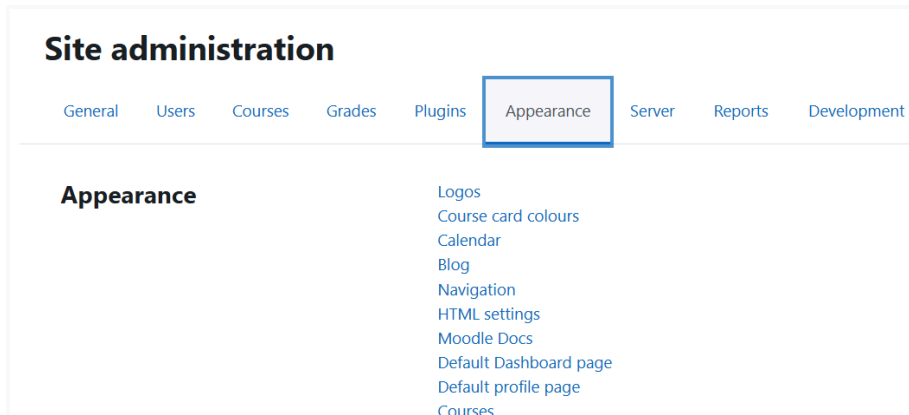 Site administration
General Users Courses Grades Plugins Appearance Server Reports Development
Appearance
Logos
Course card colours
Calendar
Blog
Navigation
HTML settings
Moodle Docs
Default Dashboard page
Default profile page
Courses